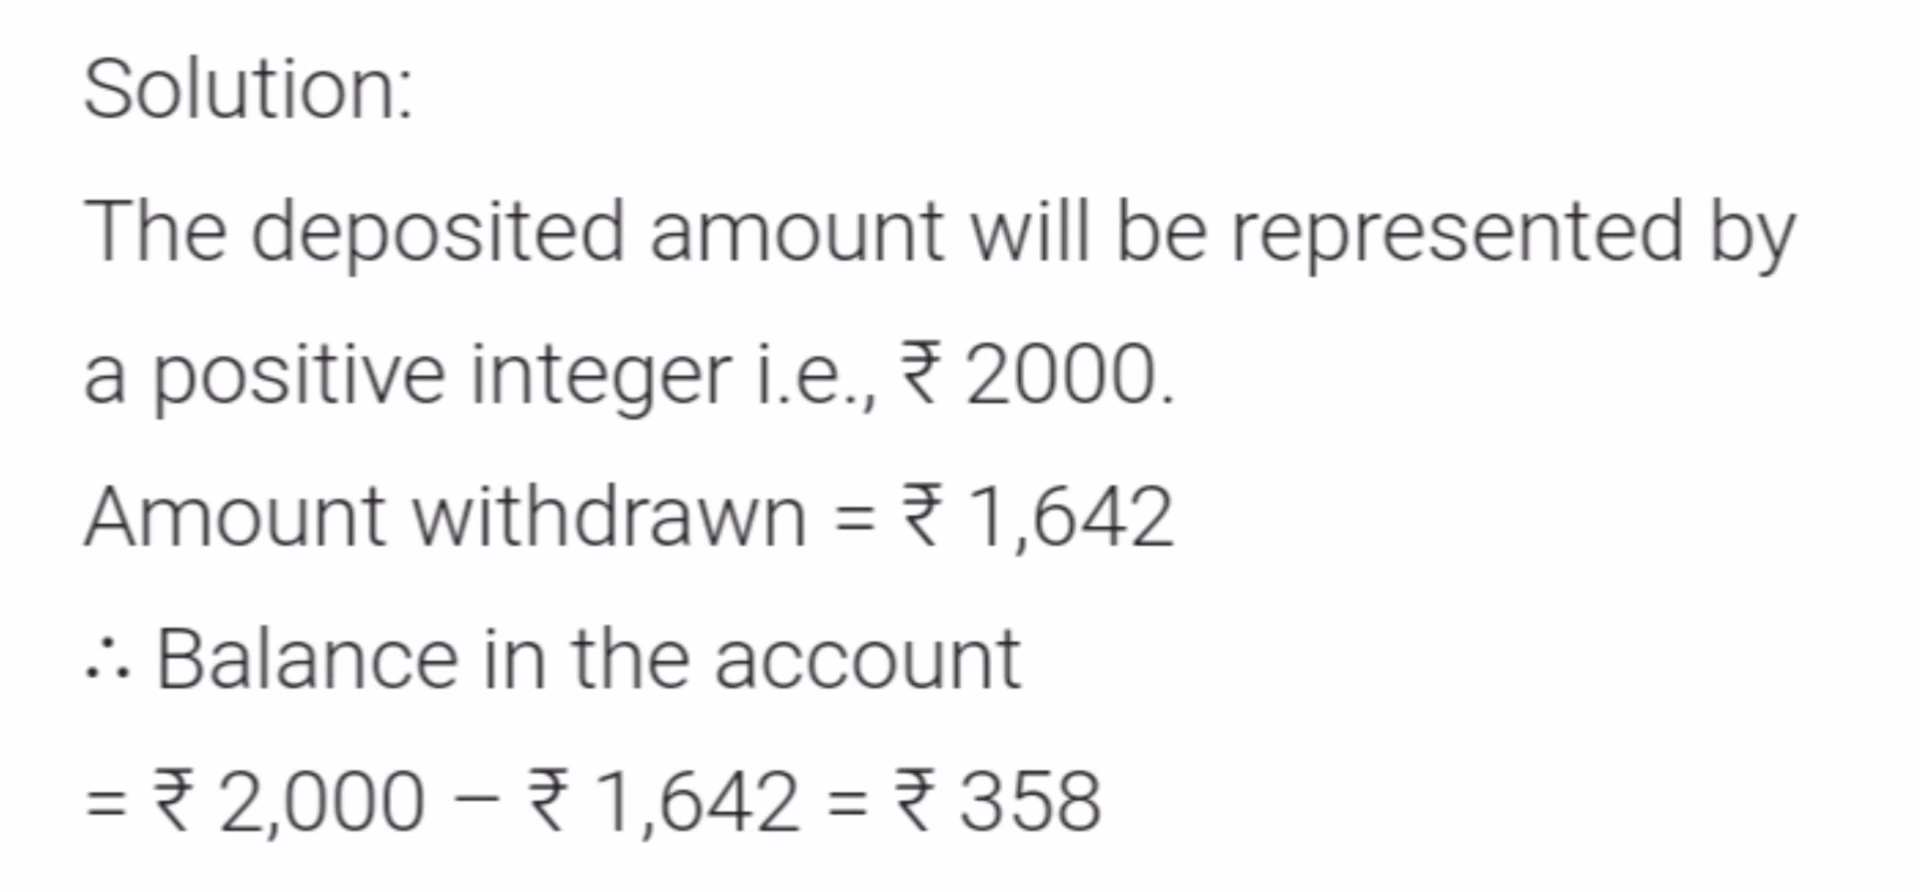 Solution:
The deposited amount will be represented by
a positive integer i.e., ₹ 2000.
Amount withdrawn = ₹ 1,642
∴ Balance in the account
= ₹ 2,000 – ₹ 1,642 = ₹ 358